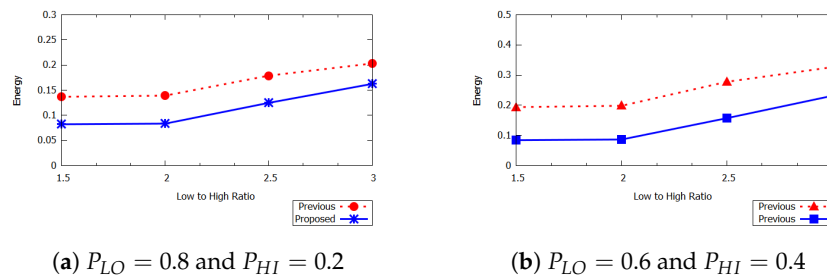 0.3
0.25
0.2
0.15
0.1
0.05
0
Energy
1.5
2
2.5
3
Low to High Ratio
Previous
Proposed
(a) P_LO = 0.8 and P_HI = 0.2
0.5
0.4
0.3
0.2
0.1
0
Energy
1.5
2
2.5
Low to High Ratio
Previous
Previous
(b) P_LO = 0.6 and P_HI = 0.4